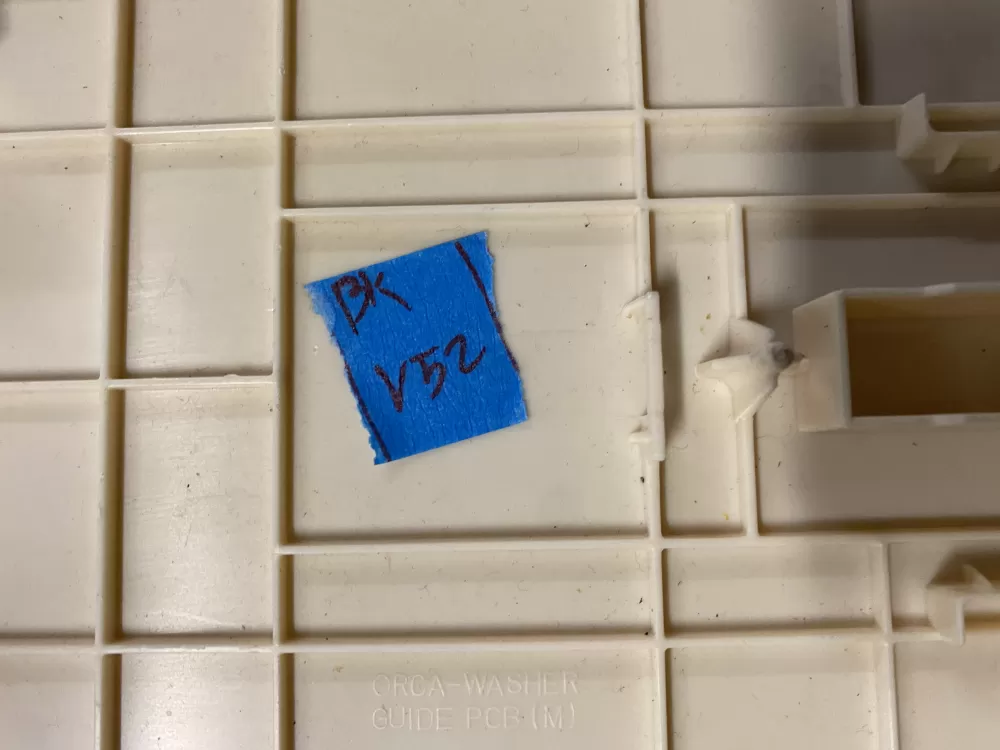 BK
V52
ORCA-WASHER
GUIDE PCB (M)